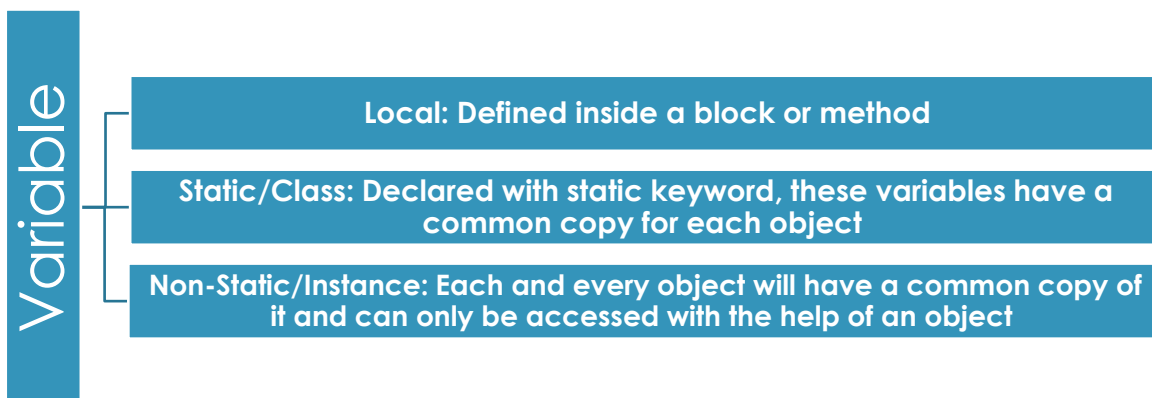 Variable
Local: Defined inside a block or method
Static/Class: Declared with static keyword, these variables have a
common copy for each object
Non-Static/Instance: Each and every object will have a common copy of
it and can only be accessed with the help of an object